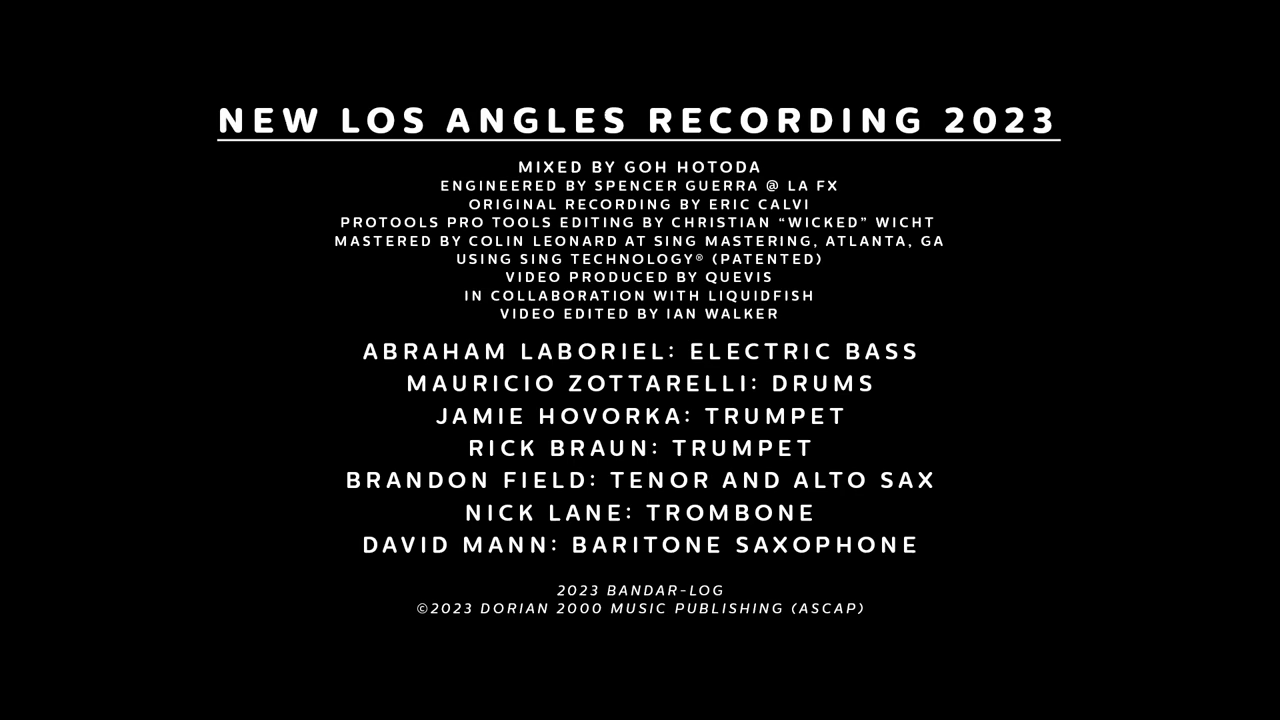 NEW LOS ANGLES RECORDING 2023
MIXED BY GOH HOTODA
ENGINEERED BY SPENCER GUERRA @ LA FX
ORIGINAL RECORDING BY ERIC CALVI
PROTOOLS PRO TOOLS EDITING BY CHRISTIAN “WICKED” WICHT
MASTERED BY COLIN LEONARD AT SING MASTERING, ATLANTA, GA
USING SING TECHNOLOGY® (PATENTED)
VIDEO PRODUCED BY QUEVIS
IN COLLABORATION WITH LIQUIDFISH
VIDEO EDITED BY IAN WALKER
ABRAHAM LABORIEL: ELECTRIC BASS
MAURICIO ZOTTARELLI: DRUMS
JAMIE HOVORKA: TRUMPET
RICK BRAUN: TRUMPET
BRANDON FIELD: TENOR AND ALTO SAX
NICK LANE: TROMBONE
DAVID MANN: BARITONE SAXOPHONE
2023 BANDAR-LOG
©2023 DORIAN 2000 MUSIC PUBLISHING (ASCAP)